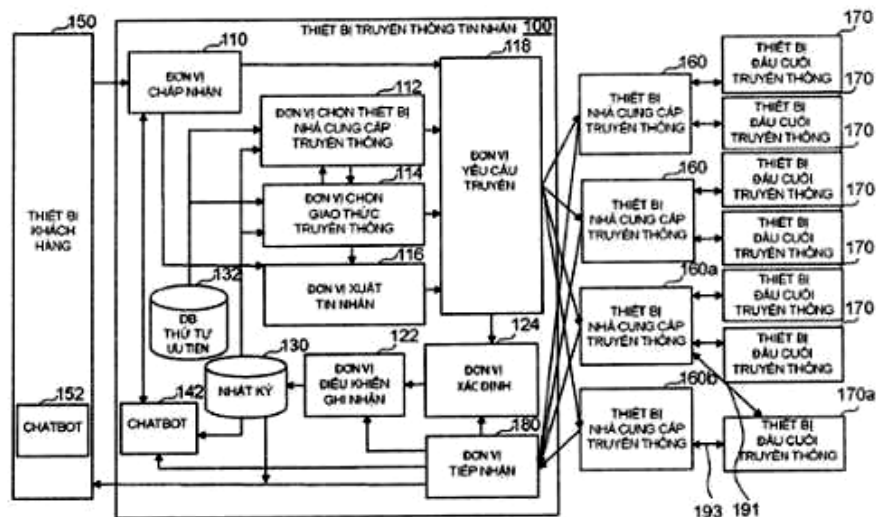 150
THIẾT BỊ KHÁCH HÀNG
152
CHATBOT
THIẾT BỊ TRUYỀN THÔNG TIN NHẮN 100
110
ĐƠN VỊ
CHẤP NHẬN
112
ĐƠN VỊ CHỌN THIẾT BỊ
NHÀ CUNG CẤP
TRUYỀN THÔNG
114
ĐƠN VỊ CHỌN
GIAO THỨC
TRUYỀN THÔNG
116
ĐƠN VỊ XUẤT
TIN NHẮN
118
ĐƠN VỊ
YÊU CẦU
TRUYỀN
132
DB
THỨ TỰ
ƯU TIÊN
130
NHẬT KÝ
122
ĐƠN VỊ
ĐIỀU KHIỂN
GHI NHẬN
124
ĐƠN VỊ
XÁC ĐỊNH
142
CHATBOT
180
ĐƠN VỊ
TIẾP NHẬN
160
THIẾT BỊ
NHÀ CUNG CẤP
TRUYỀN THÔNG
160
THIẾT BỊ
NHÀ CUNG CẤP
TRUYỀN THÔNG
160a
THIẾT BỊ
NHÀ CUNG CẤP
TRUYỀN THÔNG
160b
THIẾT BỊ
NHÀ CUNG CẤP
TRUYỀN THÔNG
170
THIẾT BỊ
ĐẦU CUỐI
TRUYỀN THÔNG
170
THIẾT BỊ
ĐẦU CUỐI
TRUYỀN THÔNG
170
THIẾT BỊ
ĐẦU CUỐI
TRUYỀN THÔNG
170
THIẾT BỊ
ĐẦU CUỐI
TRUYỀN THÔNG
170
THIẾT BỊ
ĐẦU CUỐI
TRUYỀN THÔNG
170
THIẾT BỊ
ĐẦU CUỐI
TRUYỀN THÔNG
170a
THIẾT BỊ
ĐẦU CUỐI
TRUYỀN THÔNG
193
191